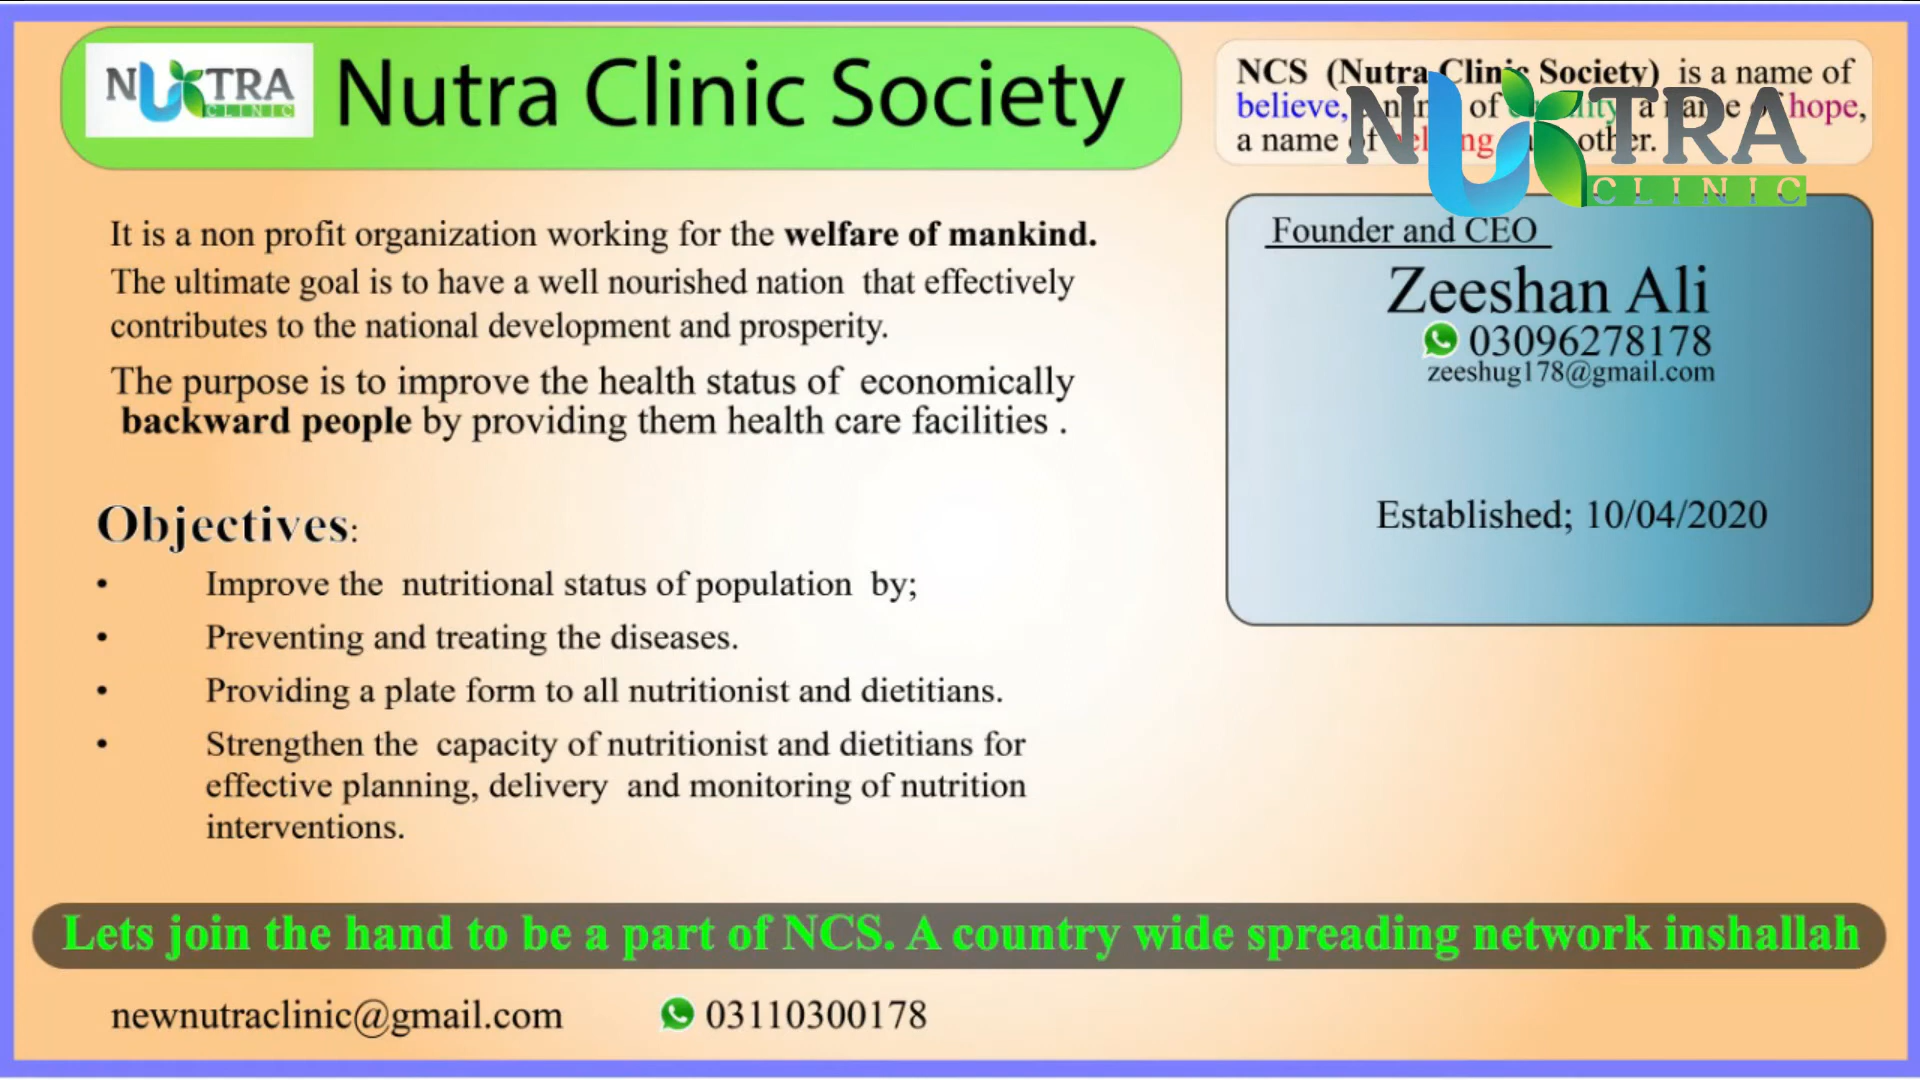 NUTRA CLINIC
Nutra Clinic Society
NCS (Nutra Clinic Society) is a name of
believe, of a name of hope,
a name of other.
NUTRA
CLINIC
It is a non profit organization working for the welfare of mankind.
The ultimate goal is to have a well nourished nation that effectively
contributes to the national development and prosperity.
The purpose is to improve the health status of economically
backward people by providing them health care facilities .
Founder and CEO
Zeeshan Ali
03096278178
zeeshug178@gmail.com
Established; 10/04/2020
Objectives:
• Improve the nutritional status of population by;
• Preventing and treating the diseases.
• Providing a plate form to all nutritionist and dietitians.
• Strengthen the capacity of nutritionist and dietitians for
effective planning, delivery and monitoring of nutrition
interventions.
Lets join the hand to be a part of NCS. A country wide spreading network inshallah
newnutraclinic@gmail.com 03110300178